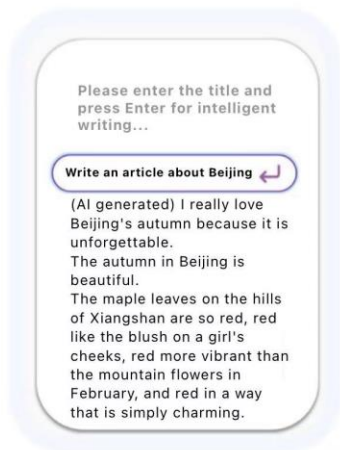 Please enter the title and
press Enter for intelligent
writing...
Write an article about Beijing
(AI generated) I really love
Beijing's autumn because it is
unforgettable.
The autumn in Beijing is
beautiful.
The maple leaves on the hills
of Xiangshan are so red, red
like the blush on a girl's
cheeks, red more vibrant than
the mountain flowers in
February, and red in a way
that is simply charming.